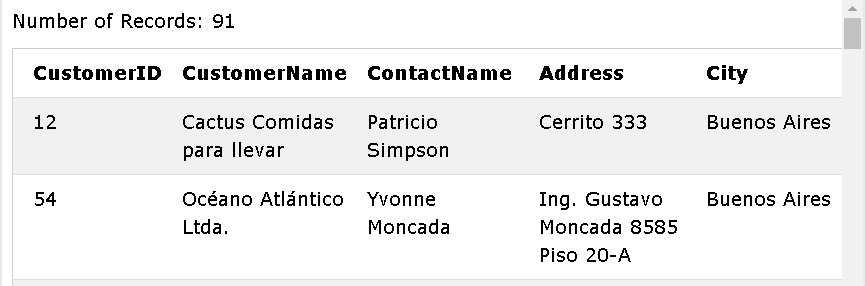 Number of Records: 91
CustomerID CustomerName ContactName Address City
12 Cactus Comidas Patricio Cerrito 333 Buenos Aires
para llevar Simpson
54 Océano Atlántico Yvonne Ing. Gustavo Buenos Aires
Ltda. Moncada Moncada 8585
Piso 20-A